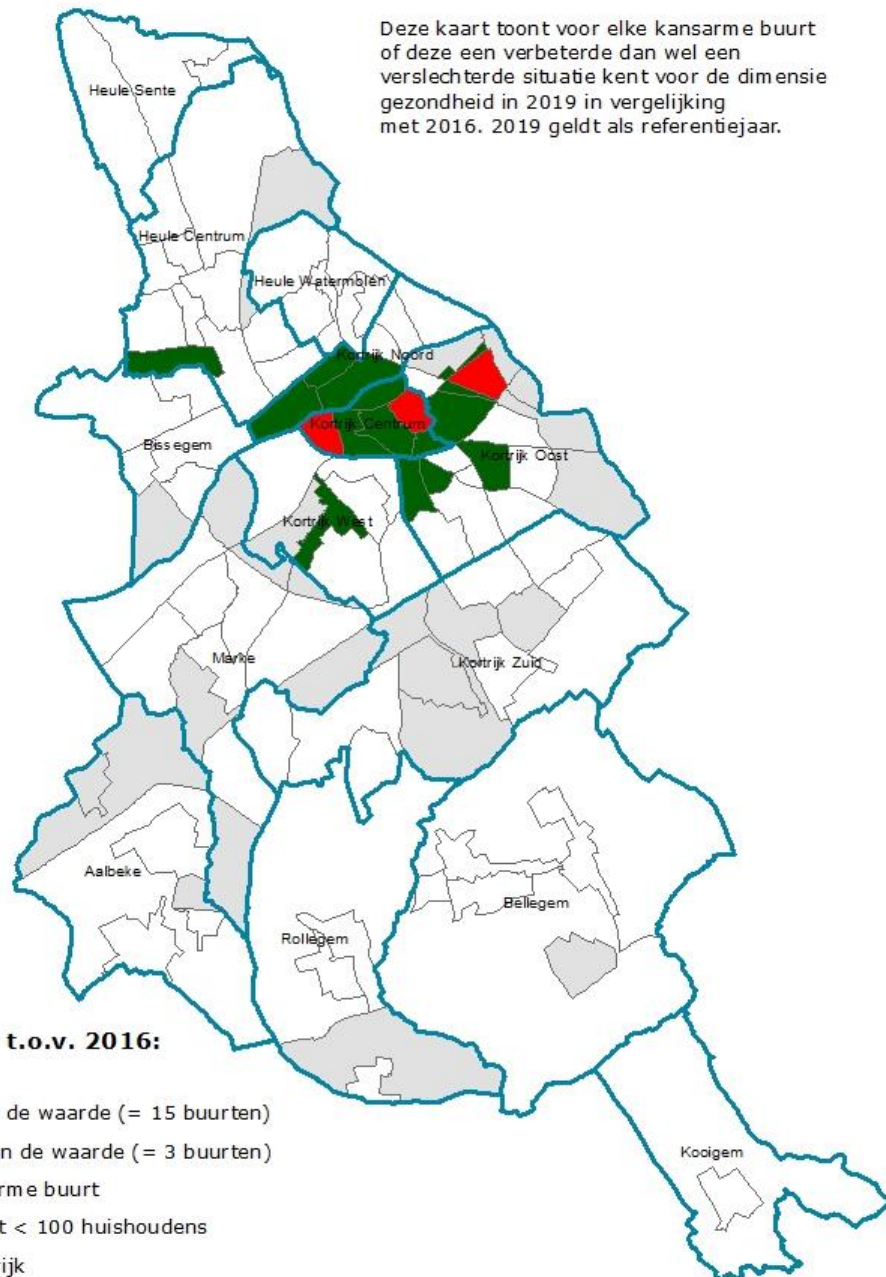 Deze kaart toont voor elke kansarme buurt
of deze een verbeterde dan wel een
verslechterde situatie kent voor de dimensie
gezondheid in 2019 in vergelijking
met 2016. 2019 geldt als referentiejaar.
Heule Sente
Heule Centrum
Heule Watermolen
Kortrijk Noord
Kortrijk Centrum
Bissegem
Kortrijk Oost
Kortrijk West
Marke
Kortrijk Zuid
Aalbeke
Bellegem
Rollegem
t.o.v. 2016:
de waarde (= 15 buurten)
n de waarde (= 3 buurten)
rme buurt
Kooigem
t < 100 huishoudens
ijk